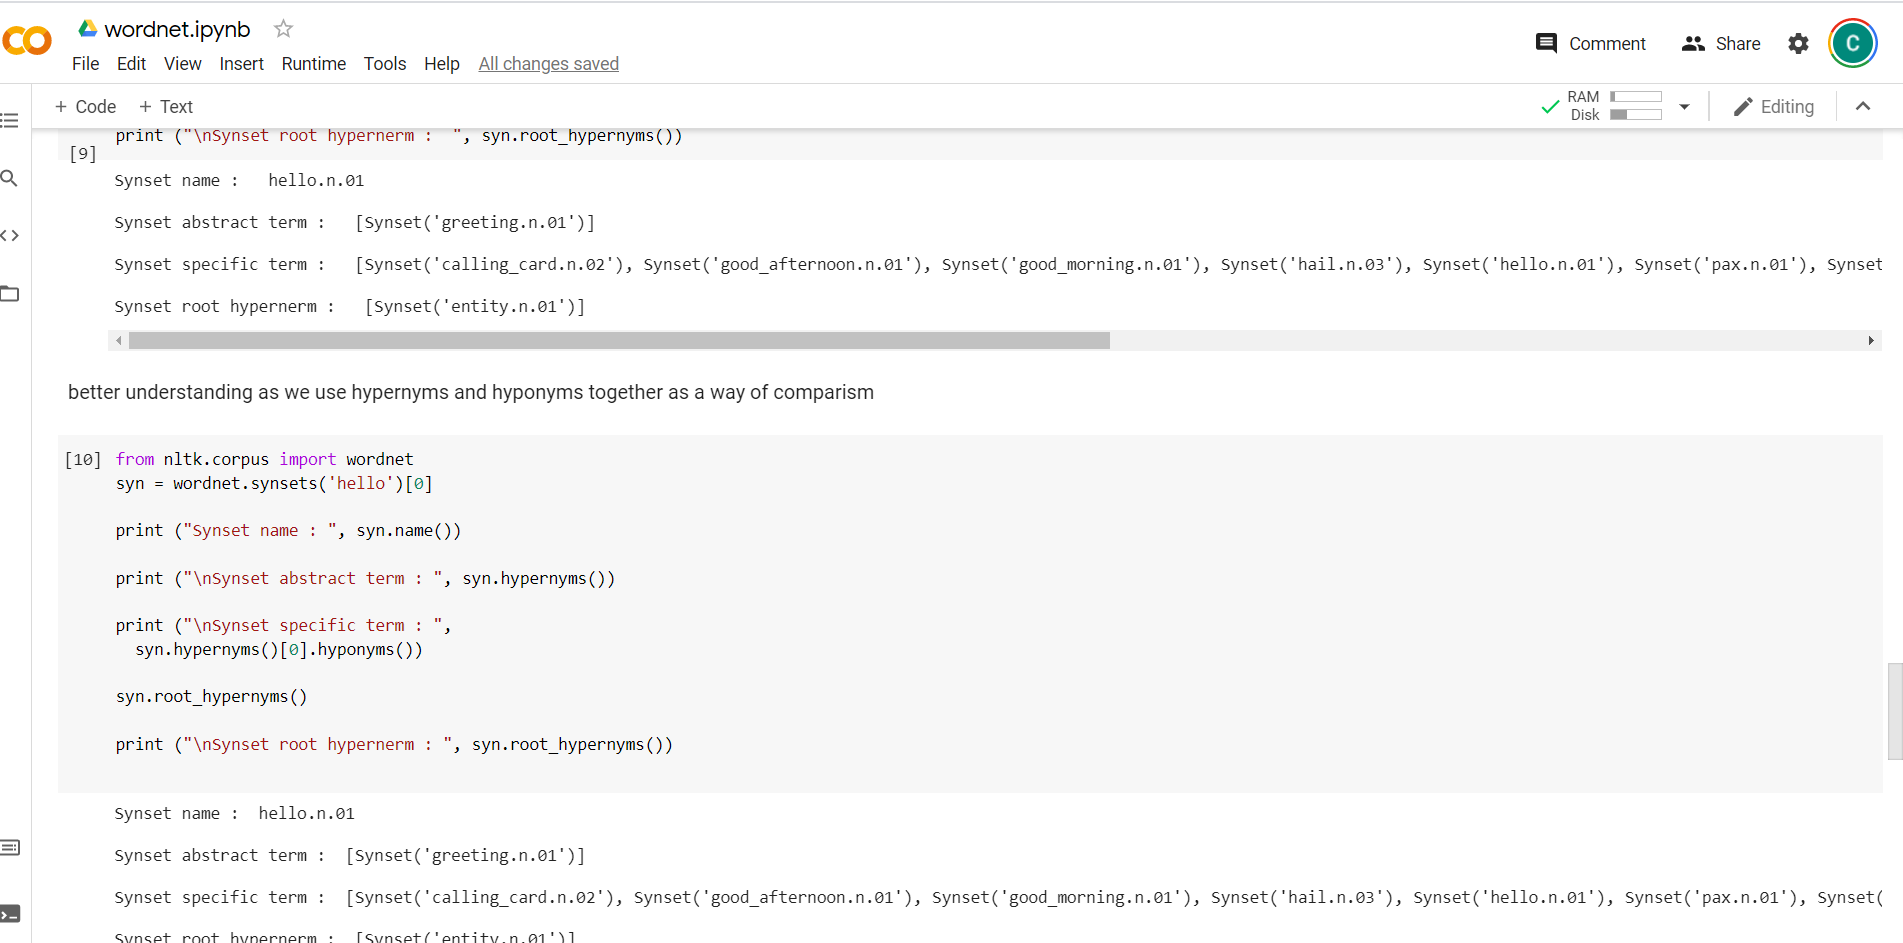 wordnet.ipynb
File Edit View Insert Runtime Tools Help All changes saved
Comment Share C
+ Code + Text
RAM
Disk
Editing
print ("\nSynset root hypernerm :  ", syn.root_hypernyms())
[9]
Synset name :   hello.n.01
Synset abstract term :   [Synset('greeting.n.01')]
Synset specific term :   [Synset('calling_card.n.02'), Synset('good_afternoon.n.01'), Synset('good_morning.n.01'), Synset('hail.n.03'), Synset('hello.n.01'), Synset('pax.n.01'), Synset
Synset root hypernerm :   [Synset('entity.n.01')]
better understanding as we use hypernyms and hyponyms together as a way of comparism
[10] from nltk.corpus import wordnet
syn = wordnet.synsets('hello')[0]
print ("Synset name : ", syn.name())
print ("\nSynset abstract term : ", syn.hypernyms())
print ("\nSynset specific term : ",
syn.hypernyms()[0].hyponyms())
syn.root_hypernyms()
print ("\nSynset root hypernerm : ", syn.root_hypernyms())
Synset name :  hello.n.01
Synset abstract term :  [Synset('greeting.n.01')]
Synset specific term :  [Synset('calling_card.n.02'), Synset('good_afternoon.n.01'), Synset('good_morning.n.01'), Synset('hail.n.03'), Synset('hello.n.01'), Synset('pax.n.01'), Synset(
Synset root hypernerm :  [Synset('entity.n.01')]